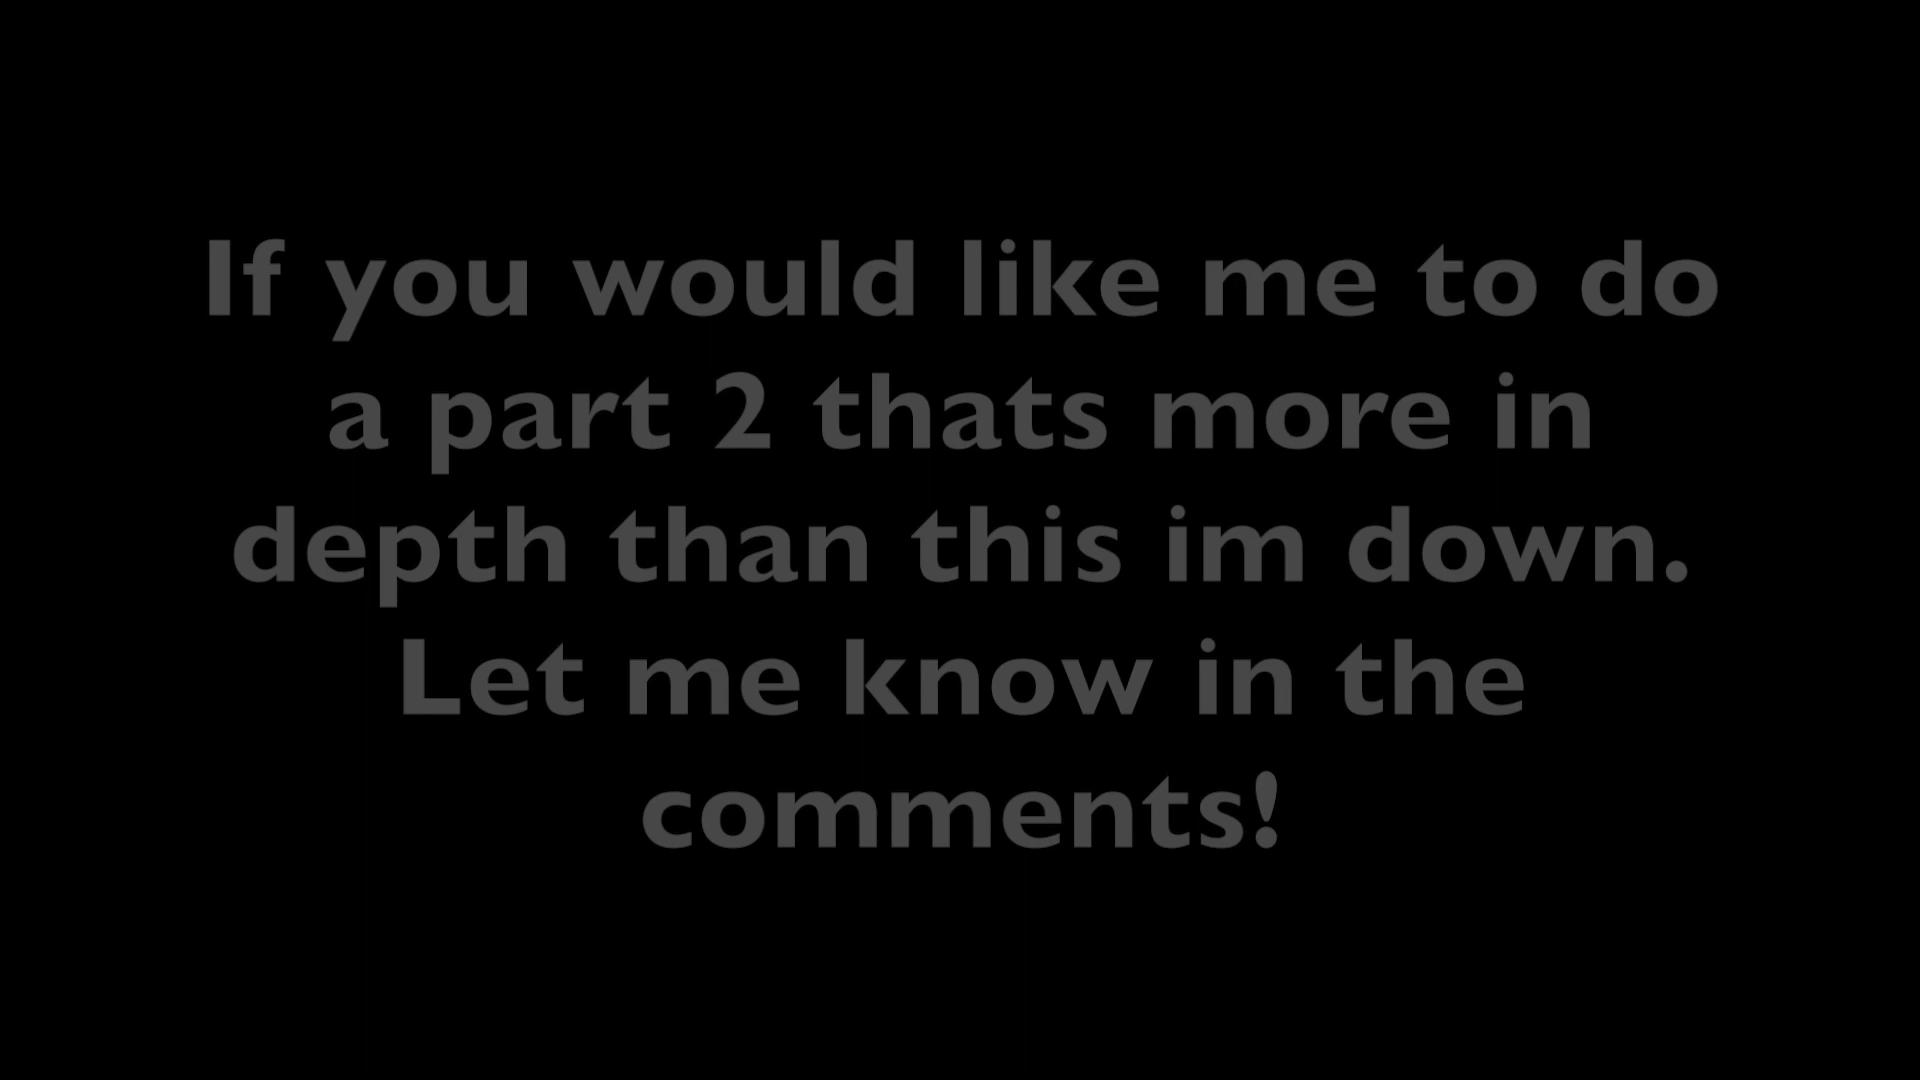 If you would like me to do
a part 2 thats more in
depth than this im down.
Let me know in the
comments!